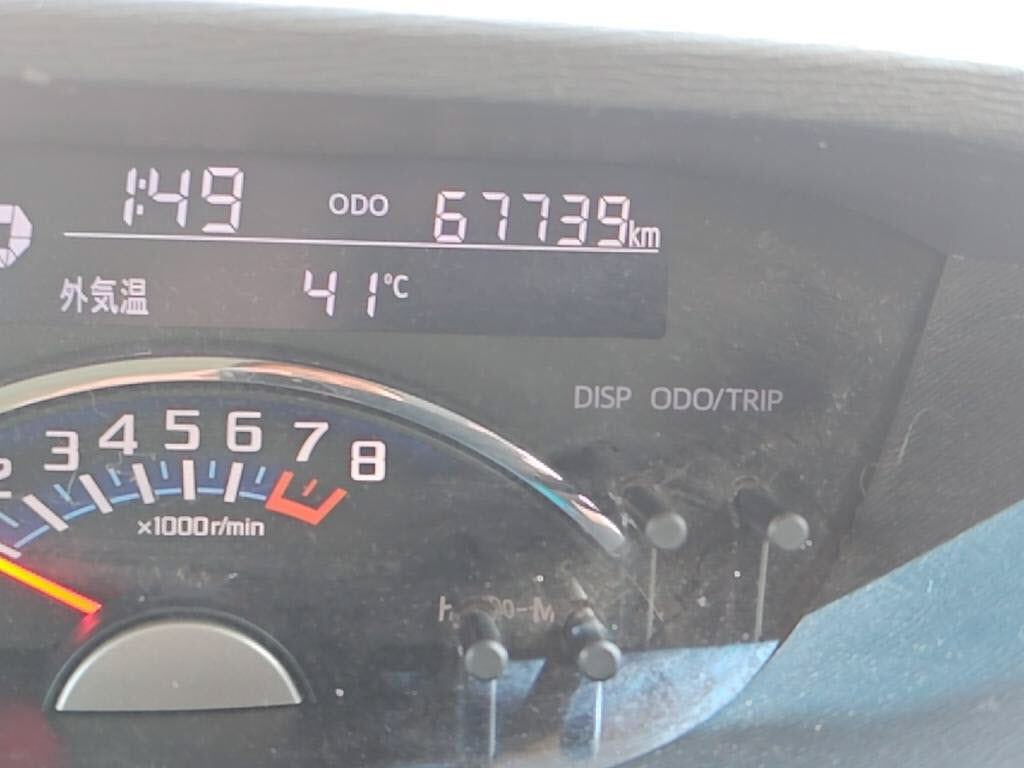 1:49 ODO 67739km
外気温 41℃
DISP ODO/TRIP
2 3 4 5 6 7 8
×1000r/min